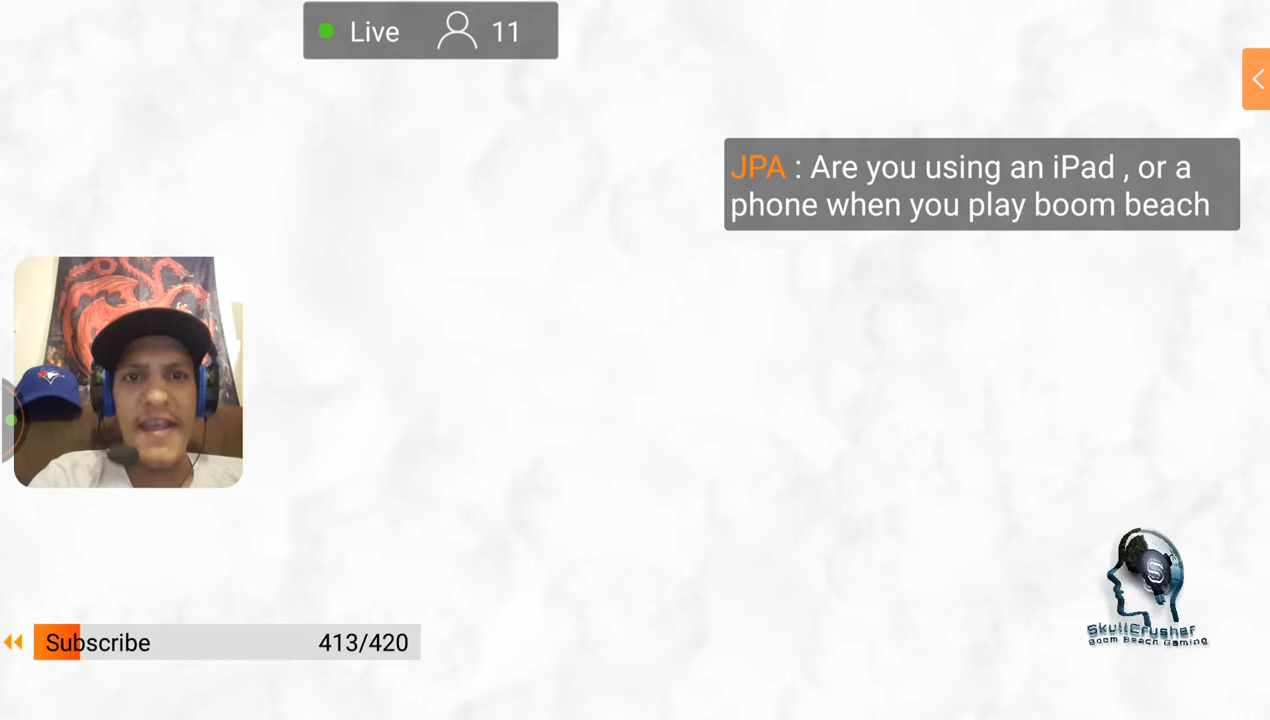 Live 11
JPA : Are you using an iPad , or a
phone when you play boom beach
S
Subscribe 413/420
SkullCrusher
Boom Beach Gaming